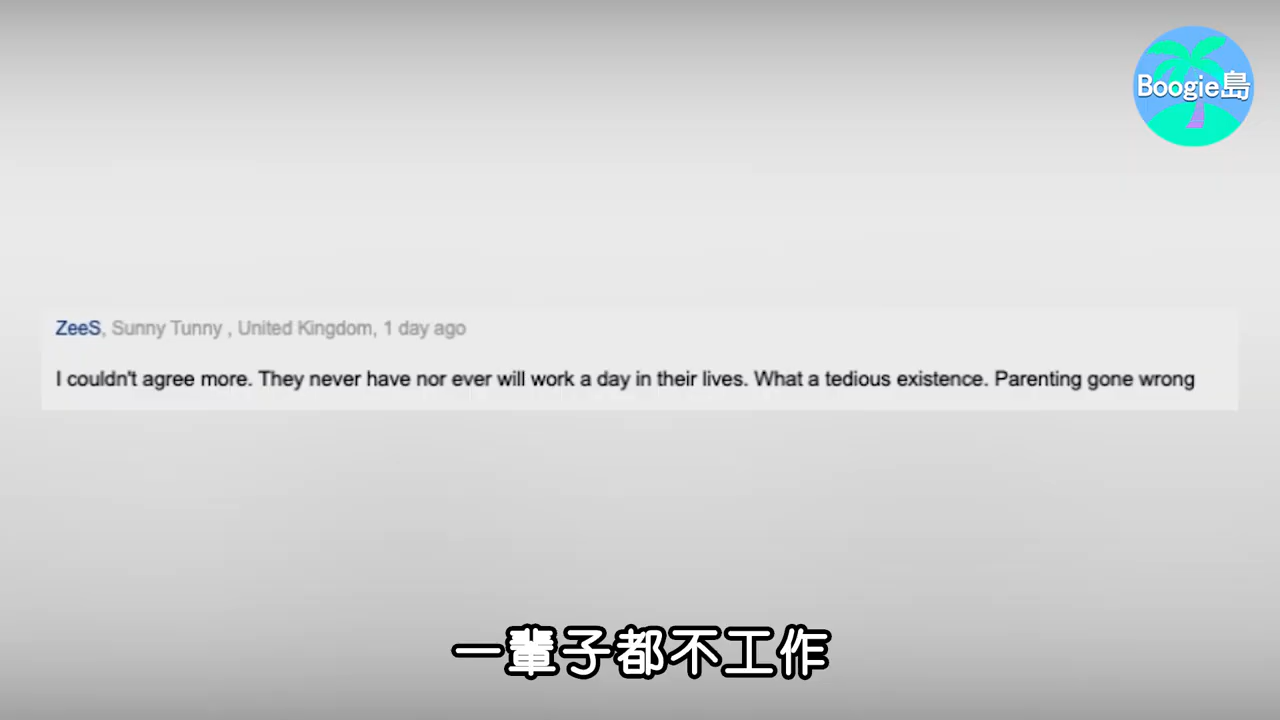 Boogie島
ZeeS, Sunny Tunny , United Kingdom, 1 day ago
I couldn't agree more. They never have nor ever will work a day in their lives. What a tedious existence. Parenting gone wrong
一輩子都不工作